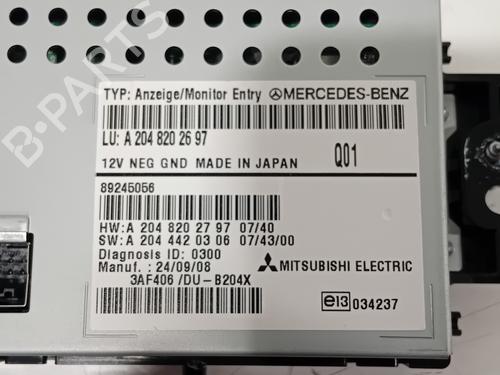 TYP: Anzeige/Monitor Entry MERCEDES-BENZ
LU: A 204 820 26 97
12V NEG GND MADE IN JAPAN Q01
89245056
HW: A 204 820 27 97 07/40
SW: A 204 442 03 06 07/43/00
Diagnosis ID: 0300
Manuf. : 24/09/08 MITSUBISHI ELECTRIC
3AF406 /DU-B204X
e13 034237
B-PARTS